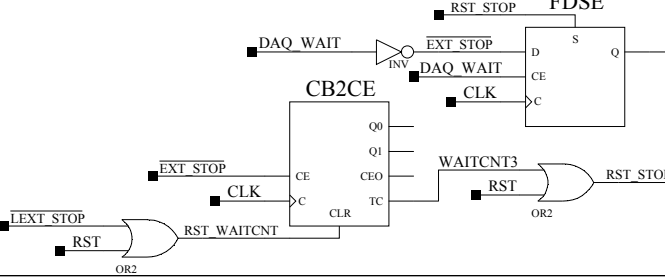 FDSE
RST_STOP
S
DAQ_WAIT
INV
EXT_STOP
D
Q
DAQ_WAIT
CE
CLK
C
CB2CE
Q0
Q1
EXT_STOP
CE
CEO
WAITCNT3
CLK
C
TC
RST
OR2
CLR
LEXT_STOP
RST
RST_WAITCNT
OR2